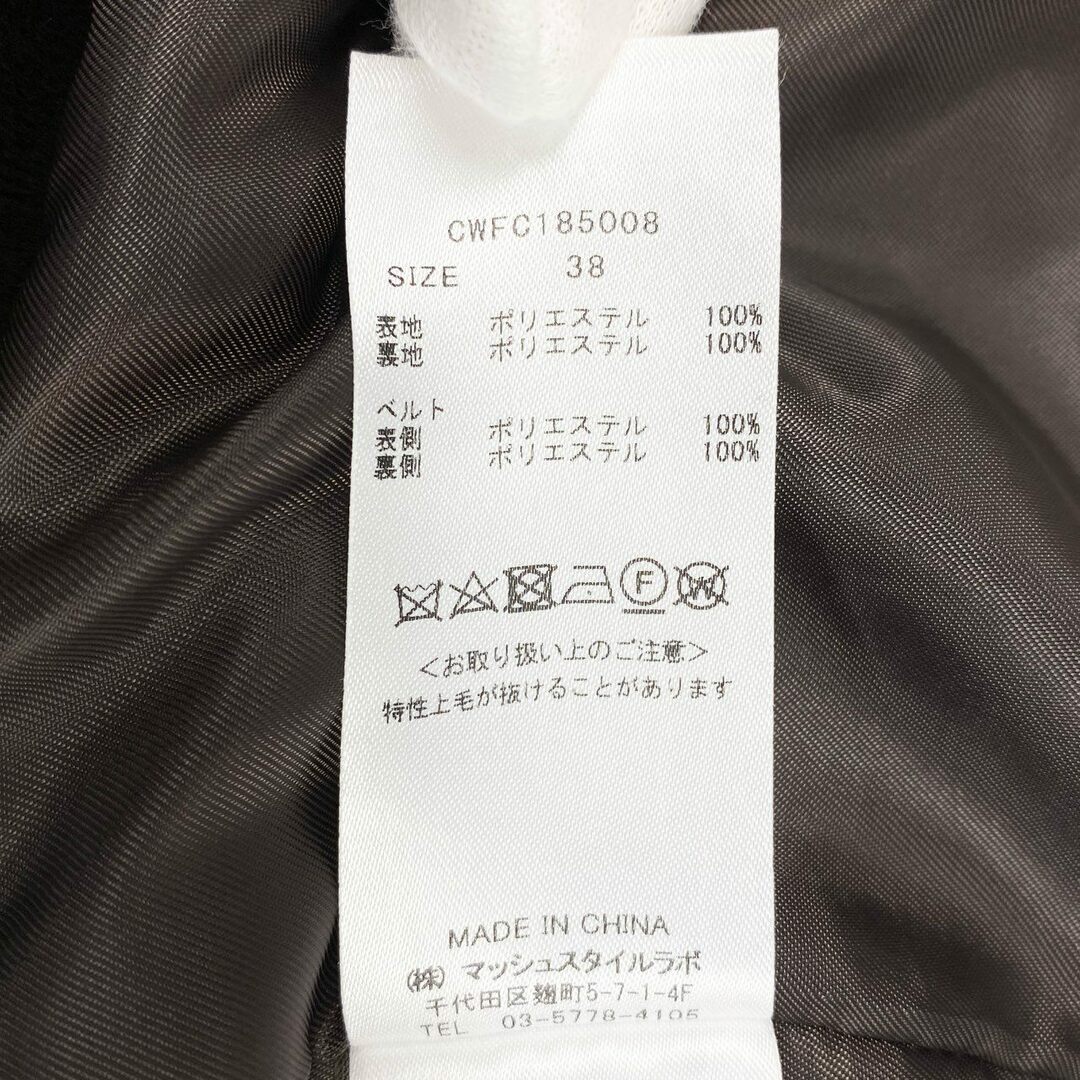 CWFC185008
SIZE 38
表地 ポリエステル 100%
裏地 ポリエステル 100%
ベルト
表側 ポリエステル 100%
裏側 ポリエステル 100%
F W
<お取り扱い上のご注意>
特性上毛が抜けることがあります
MADE IN CHINA
(株) マッシュスタイルラボ
千代田区麹町5-7-1-4F
TEL 03-5778-4105